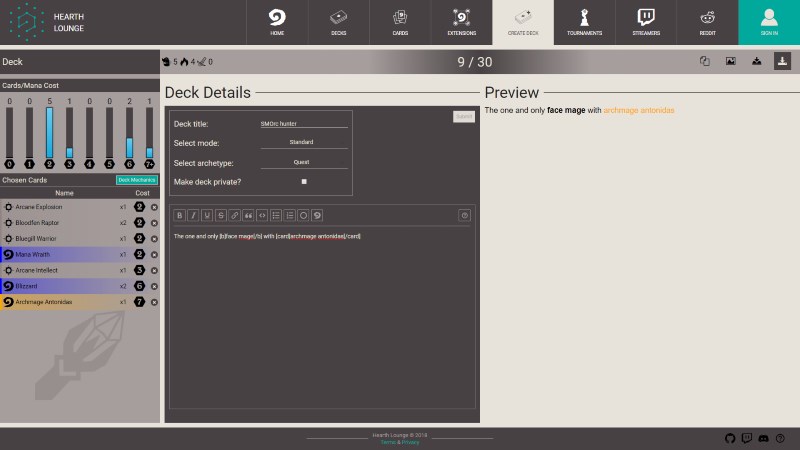 HEARTH
LOUNGE
HOME
DECKS
CARDS
EXTENSIONS
CREATE DECK
TOURNAMENTS
STREAMERS
REDDIT
SIGN IN
Deck
5 4 0
9 / 30
Cards/Mana Cost
0 0 5 1 0 0 2 1
0 1 2 3 4 5 6 7+
Chosen Cards
Deck Mechanics
Name Cost
Arcane Explosion x1 2
Bloodfen Raptor x2 2
Bluegill Warrior x1 2
Mana Wraith x1 2
Arcane Intellect x1 3
Blizzard x2 6
Archmage Antonidas x1 7
Deck Details
Deck title: SMOrc hunter
Submit
Select mode: Standard
Select archetype: Quest
Make deck private?
B I U S
The one and only [b]face mage[/b] with [card]archmage antonidas[/card]
Preview
The one and only face mage with archmage antonidas
Hearth Lounge © 2018
Terms & Privacy